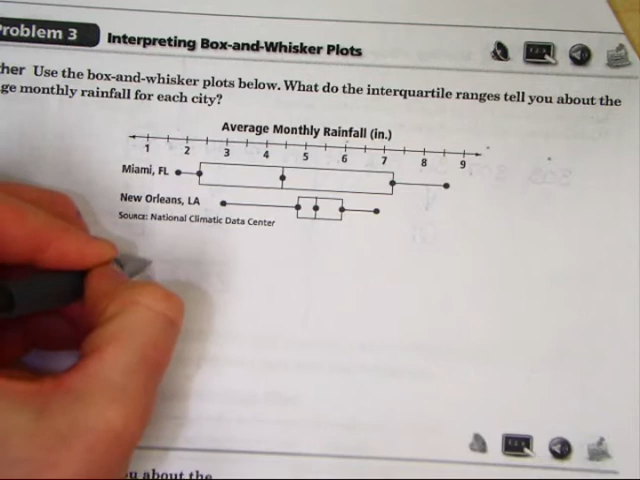 Problem 3 Interpreting Box-and-Whisker Plots
her Use the box-and-whisker plots below. What do the interquartile ranges tell you about the
ge monthly rainfall for each city?
Average Monthly Rainfall (in.)
1 2 3 4 5 6 7 8 9
Miami, FL
New Orleans, LA
SOURCE: National Climatic Data Center
u about the